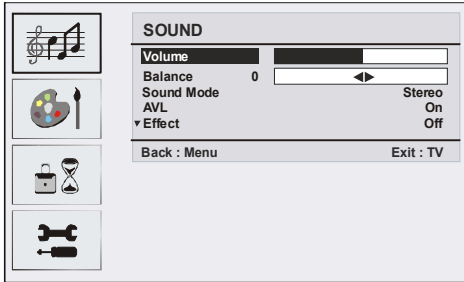 SOUND
Volume
Balance 0
Sound Mode Stereo
AVL On
Effect Off
Back : Menu Exit : TV